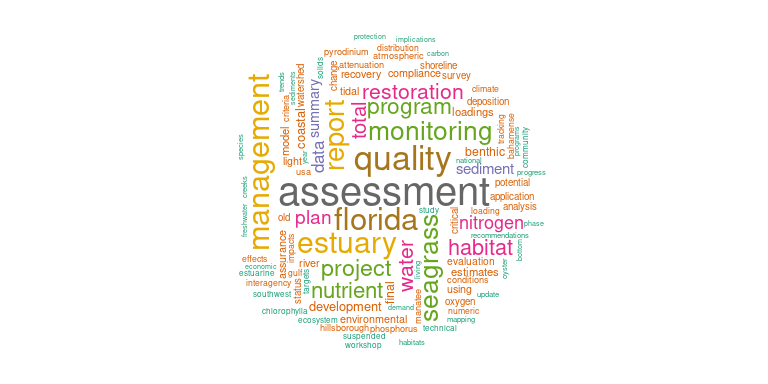 protection
implications
pyrodinium
distribution
atmospheric
carbon
attenuation
shoreline
solids
change
recovery
compliance
survey
trends
sediments
watershed
tidal
restoration
climate
management
criteria
coastal
summary
report
total
program
loadings
deposition
model
data
monitoring
tracking
bahamense
programs
community
species
light
year
usa
quality
benthic
national
sediment
progress
potential
assessment
application
analysis
creeks
freshwater
old
plan
florida
study
critical
loading
nitrogen
phase
recommendations
effects
economic
estuarine
interagency
southwest
assurance
impacts
estuary
water
living
seagrass
habitat
bottom
oyster
river
project
evaluation
estimates
conditions
status
iii
targets
nutrient
final
manatee
using
update
oxygen
numeric
mapping
chlorophylla
development
demand
ecosystem
environmental
hillsborough
phosphorus
technical
suspended
workshop
habitats